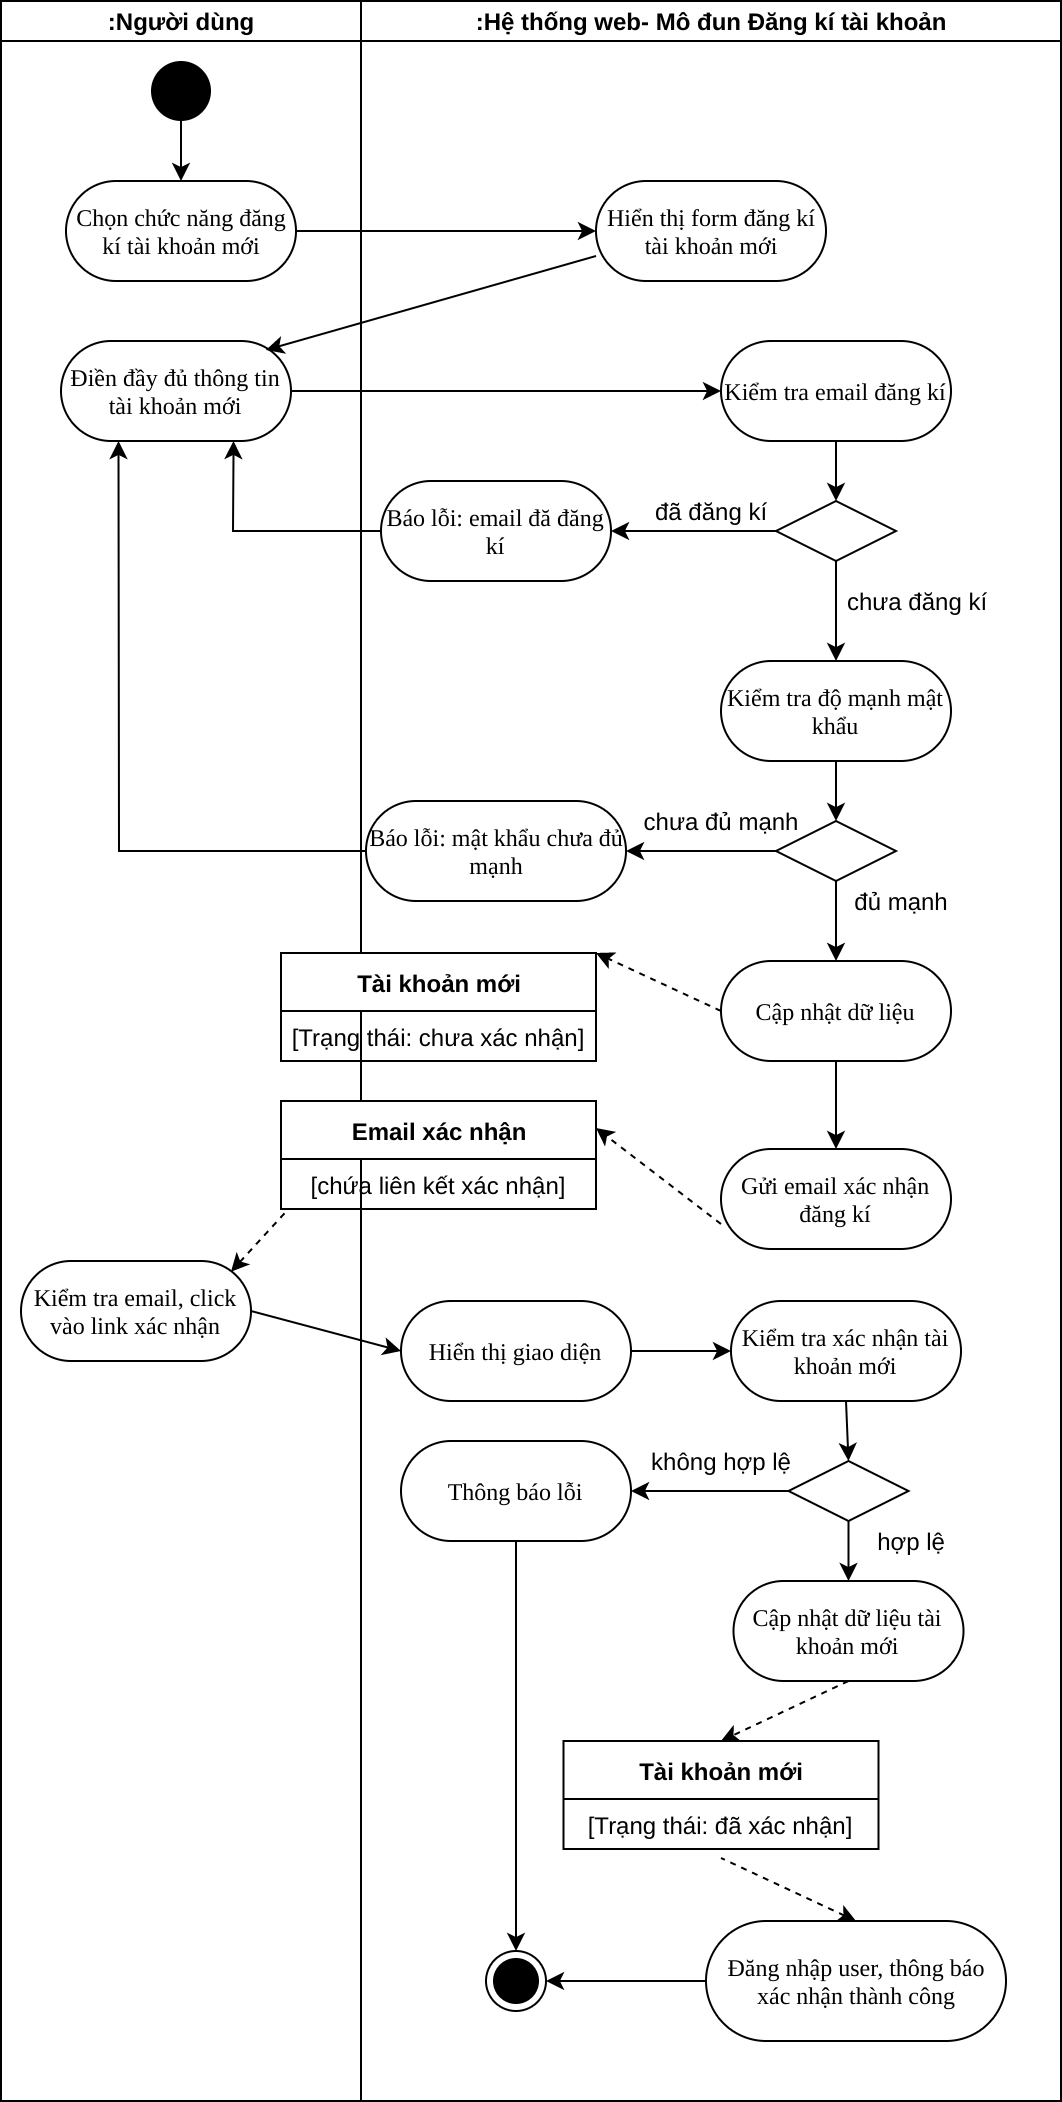 :Người dùng
:Hệ thống web- Mô đun Đăng kí tài khoản
Chọn chức năng đăng
kí tài khoản mới
Hiển thị form đăng kí
tài khoản mới
Điền đầy đủ thông tin
tài khoản mới
Kiểm tra email đăng kí
đã đăng kí
Báo lỗi: email đã đăng
kí
chưa đăng kí
Kiểm tra độ mạnh mật
khẩu
chưa đủ mạnh
Báo lỗi: mật khẩu chưa đủ
mạnh
đủ mạnh
Tài khoản mới
[Trạng thái: chưa xác nhận]
Cập nhật dữ liệu
Email xác nhận
[chứa liên kết xác nhận]
Gửi email xác nhận
đăng kí
Kiểm tra email, click
vào link xác nhận
Hiển thị giao diện
Kiểm tra xác nhận tài
khoản mới
không hợp lệ
Thông báo lỗi
hợp lệ
Cập nhật dữ liệu tài
khoản mới
Tài khoản mới
[Trạng thái: đã xác nhận]
Đăng nhập user, thông báo
xác nhận thành công